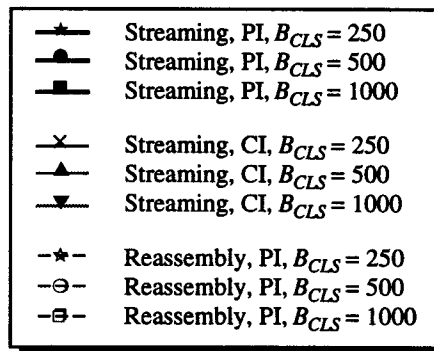 Streaming, PI, B_CLS = 250
Streaming, PI, B_CLS = 500
Streaming, PI, B_CLS = 1000
Streaming, CI, B_CLS = 250
Streaming, CI, B_CLS = 500
Streaming, CI, B_CLS = 1000
Reassembly, PI, B_CLS = 250
Reassembly, PI, B_CLS = 500
Reassembly, PI, B_CLS = 1000